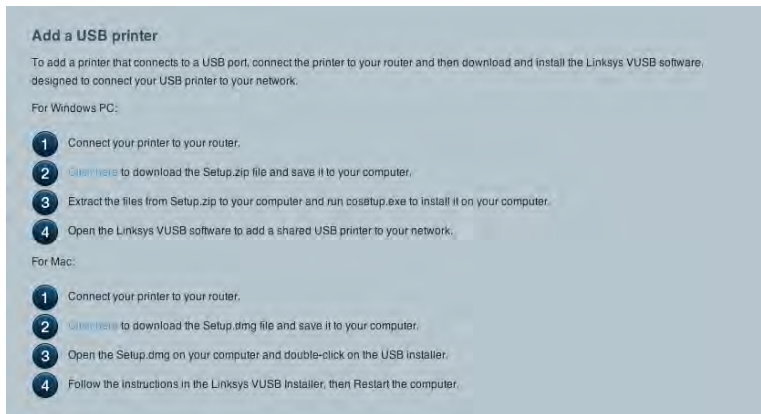 Add a USB printer
To add a printer that connects to a USB port, connect the printer to your router and then download and install the Linksys VUSB software,
designed to connect your USB printer to your network.
For Windows PC:
1 Connect your printer to your router.
2 Click here to download the Setup.zip file and save it to your computer.
3 Extract the files from Setup.zip to your computer and run cosetup.exe to install it on your computer.
4 Open the Linksys VUSB software to add a shared USB printer to your network.
For Mac:
1 Connect your printer to your router.
2 Click here to download the Setup.dmg file and save it to your computer.
3 Open the Setup.dmg on your computer and double-click on the USB installer.
4 Follow the instructions in the Linksys VUSB Installer, then Restart the computer.